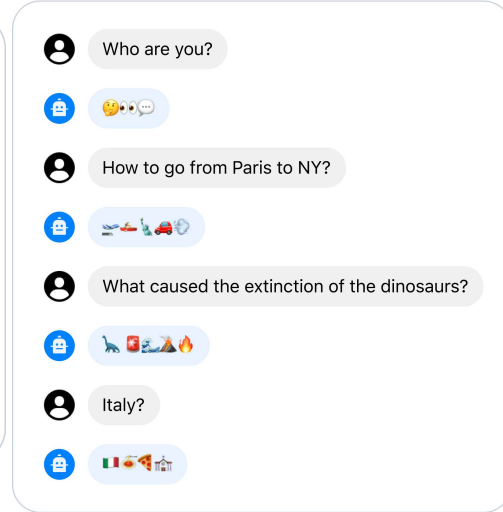 Who are you?
🤔👀💬
How to go from Paris to NY?
🛫🚣🗽🚗💨
What caused the extinction of the dinosaurs?
🦕 🚨🌊🌋🔥
Italy?
🇮🇹🍝🍕💒